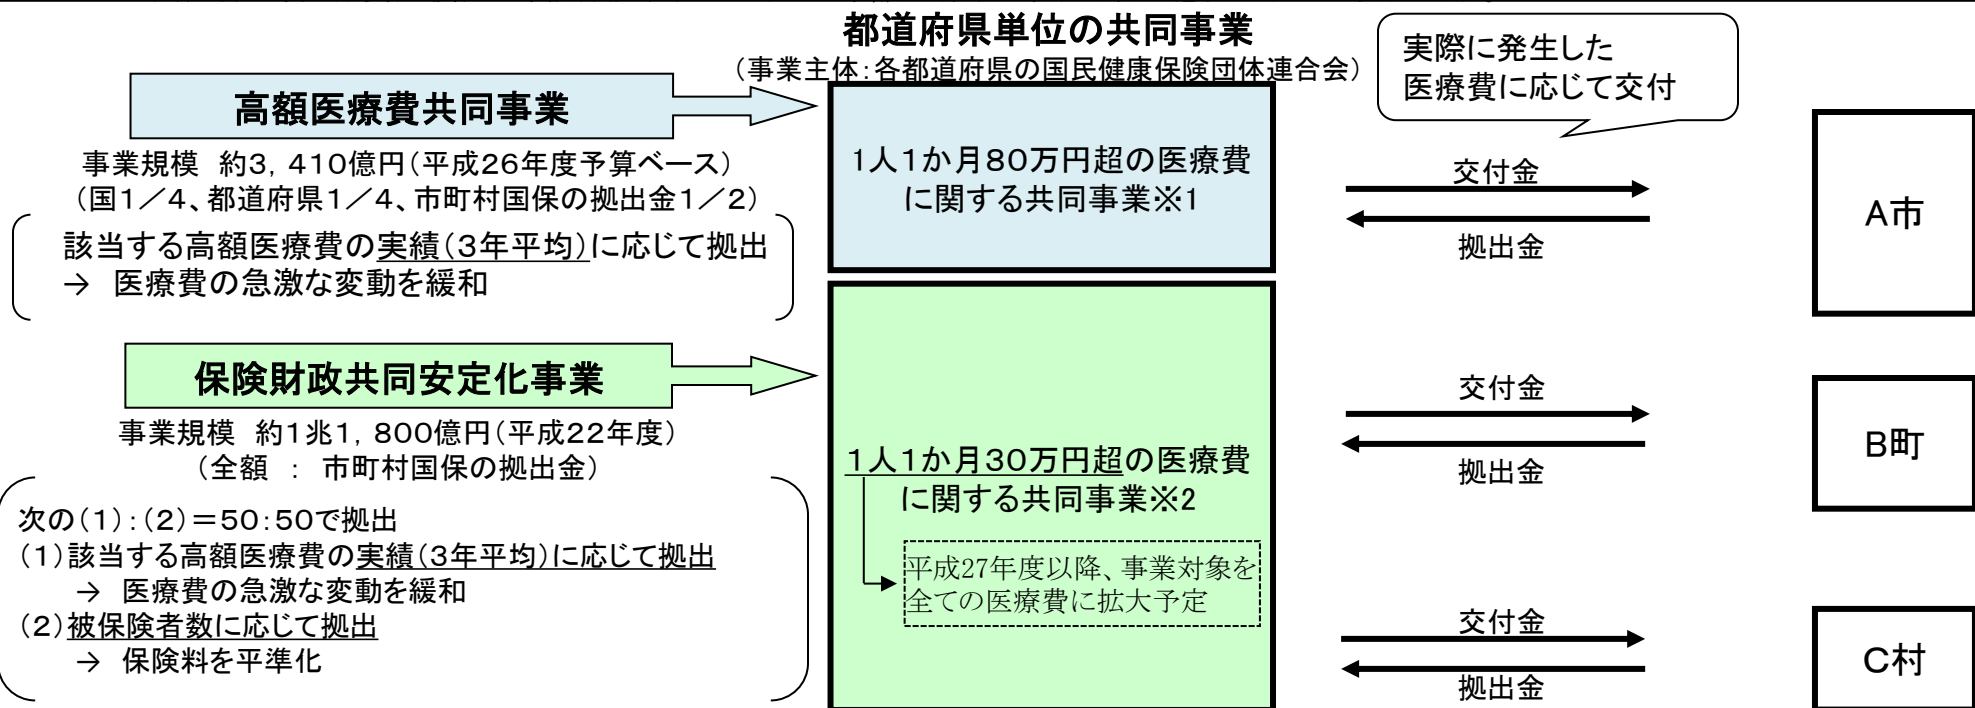 都道府県単位の共同事業
（事業主体：各都道府県の国民健康保険団体連合会）
実際に発生した
医療費に応じて交付
高額医療費共同事業
事業規模 約３，４１０億円（平成２６年度予算ベース）
（国１／４、都道府県１／４、市町村国保の拠出金１／２）
該当する高額医療費の実績（３年平均）に応じて拠出
→ 医療費の急激な変動を緩和
1人１か月８０万円超の医療費
に関する共同事業※１
交付金
拠出金
A市
保険財政共同安定化事業
事業規模 約１兆１，８００億円（平成２２年度）
（全額 ： 市町村国保の拠出金）
次の（１）：（２）＝５０：５０で拠出
（１）該当する高額医療費の実績（３年平均）に応じて拠出
→ 医療費の急激な変動を緩和
（２）被保険者数に応じて拠出
→ 保険料を平準化
１人１か月３０万円超の医療費
に関する共同事業※２
平成27年度以降、事業対象を
全ての医療費に拡大予定
交付金
拠出金
B町
交付金
拠出金
C村